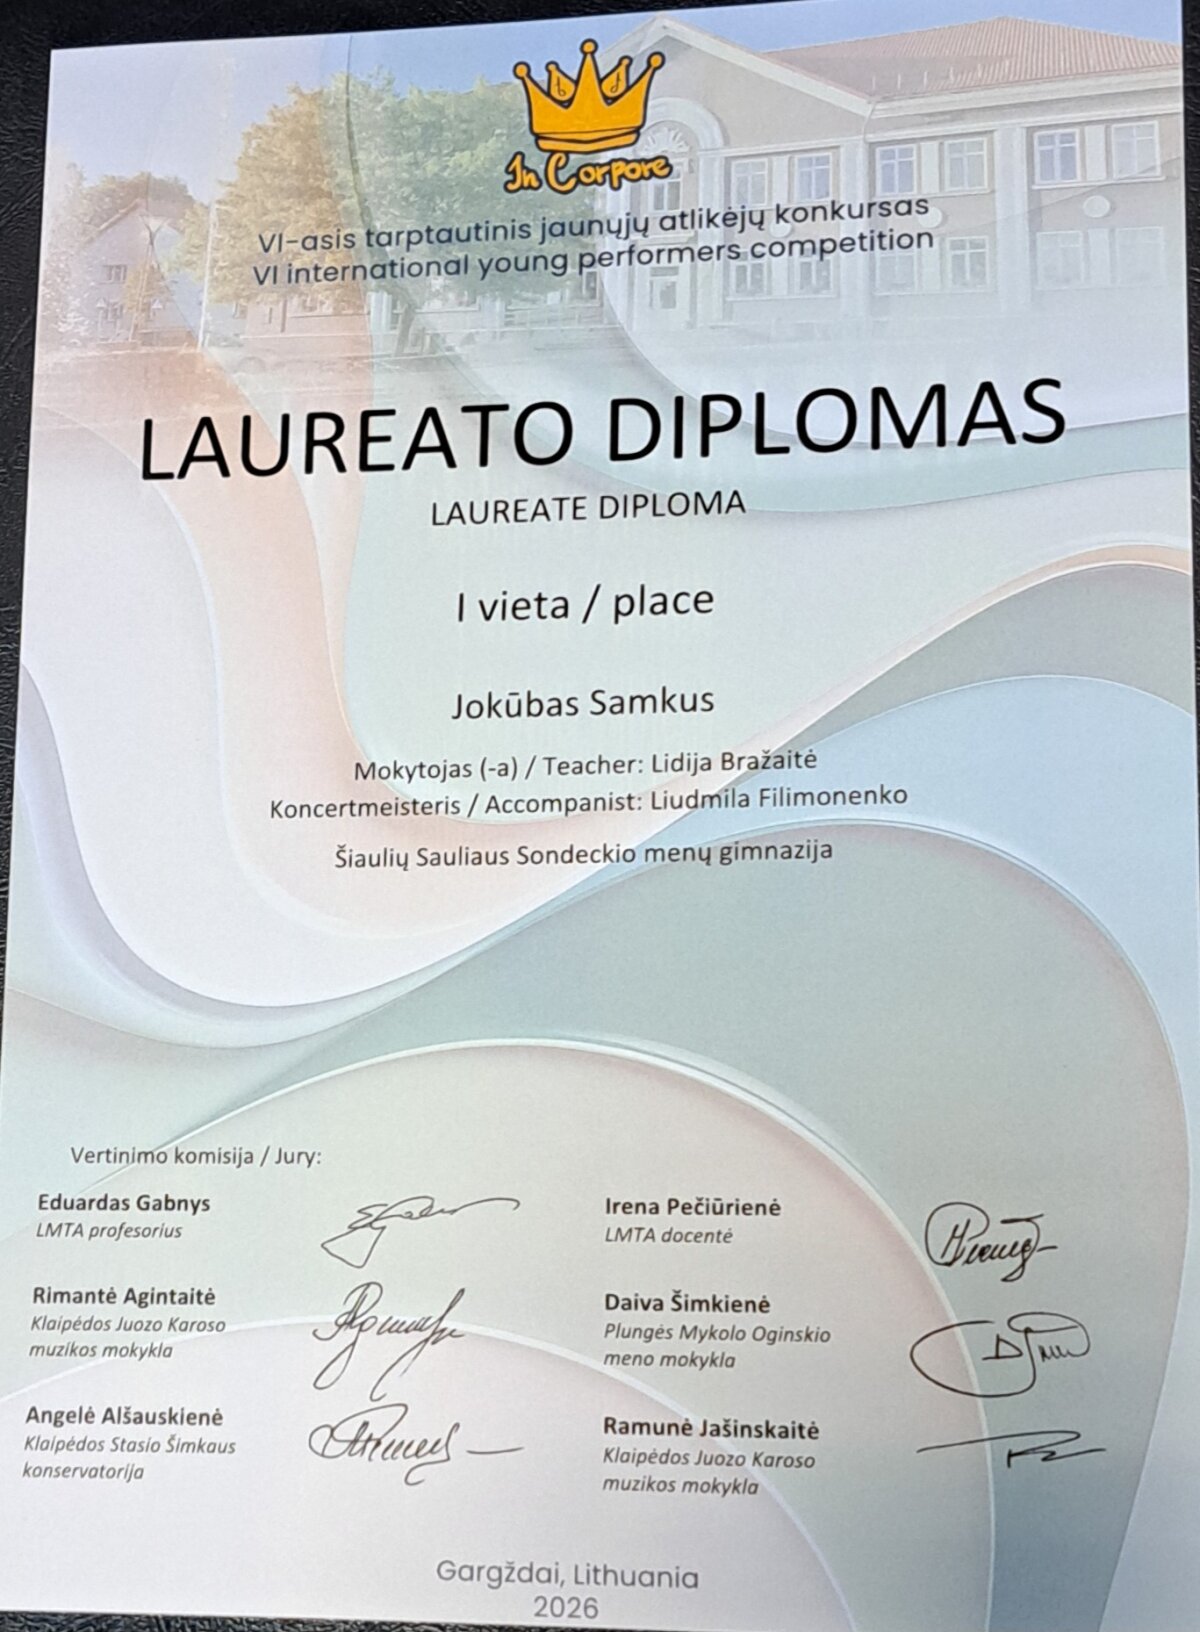 In Corpore
VI-asis tarptautinis jaunųjų atlikėjų konkursas
VI international young performers competition
LAUREATO DIPLOMAS
LAUREATE DIPLOMA
I vieta / place
Jokūbas Samkus
Mokytojas (-a) / Teacher: Lidija Bražaitė
Koncertmeisteris / Accompanist: Liudmila Filimonenko
Šiaulių Sauliaus Sondeckio menų gimnazija
Vertinimo komisija / Jury:
Eduardas Gabnys
LMTA profesorius
Rimantė Agintaitė
Klaipėdos Juozo Karoso
muzikos mokykla
Angelė Alšauskienė
Klaipėdos Stasio Šimkaus
konservatorija
Irena Pečiūrienė
LMTA docentė
Daiva Šimkienė
Plungės Mykolo Oginskio
meno mokykla
Ramunė Jašinskaitė
Klaipėdos Juozo Karoso
muzikos mokykla
Gargždai, Lithuania
2026